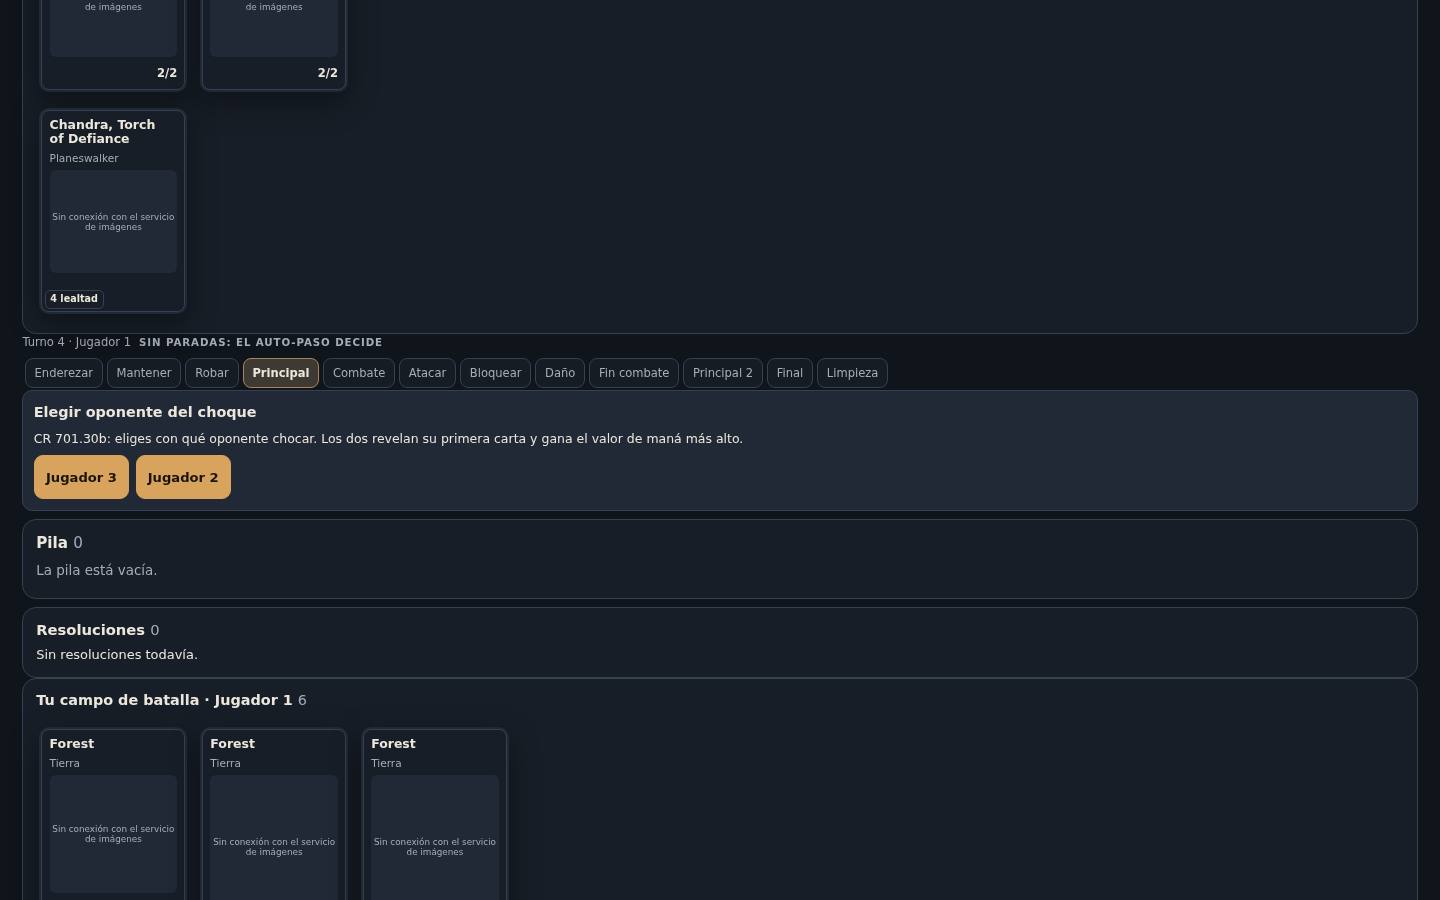 de imágenes
de imágenes
2/2
2/2
Chandra, Torch
of Defiance
Planeswalker
Sin conexión con el servicio
de imágenes
4 lealtad
Turno 4 · Jugador 1 SIN PARADAS: EL AUTO-PASO DECIDE
Enderezar Mantener Robar Principal Combate Atacar Bloquear Daño Fin combate Principal 2 Final Limpieza
Elegir oponente del choque
CR 701.30b: eliges con qué oponente chocar. Los dos revelan su primera carta y gana el valor de maná más alto.
Jugador 3 Jugador 2
Pila 0
La pila está vacía.
Resoluciones 0
Sin resoluciones todavía.
Tu campo de batalla · Jugador 1 6
Forest
Tierra
Sin conexión con el servicio
de imágenes
Forest
Tierra
Sin conexión con el servicio
de imágenes
Forest
Tierra
Sin conexión con el servicio
de imágenes